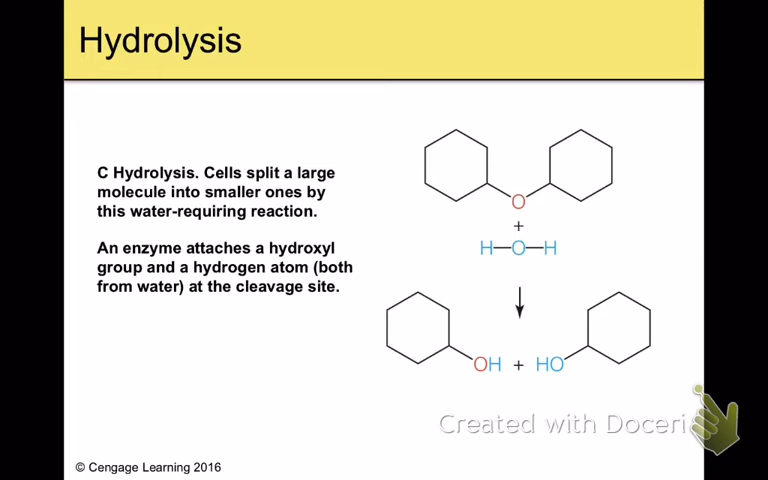 Hydrolysis
C Hydrolysis. Cells split a large
molecule into smaller ones by
this water-requiring reaction.
An enzyme attaches a hydroxyl
group and a hydrogen atom (both
from water) at the cleavage site.
O
+
H—O—H
OH + HO
Created with Doceri
© Cengage Learning 2016